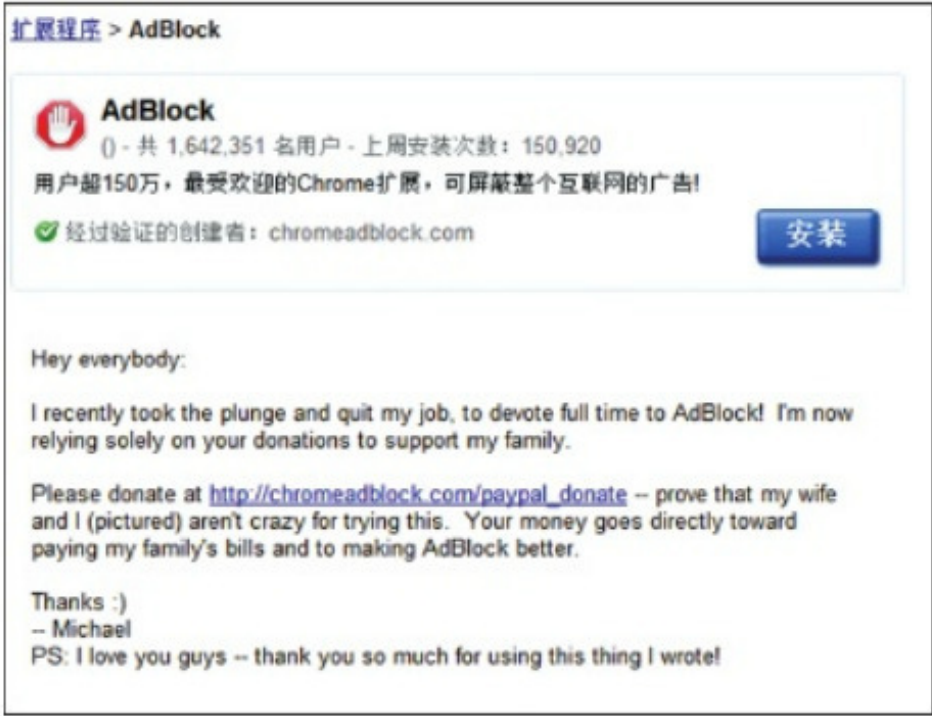 扩展程序 > AdBlock
AdBlock
() - 共 1,642,351 名用户 - 上周安装次数：150,920
用户超150万，最受欢迎的Chrome扩展，可屏蔽整个互联网的广告!
经过验证的创建者：chromeadblock.com
安装
Hey everybody:
I recently took the plunge and quit my job, to devote full time to AdBlock! I'm now
relying solely on your donations to support my family.
Please donate at http://chromeadblock.com/paypal_donate -- prove that my wife
and I (pictured) aren't crazy for trying this. Your money goes directly toward
paying my family's bills and to making AdBlock better.
Thanks :)
-- Michael
PS: I love you guys -- thank you so much for using this thing I wrote!